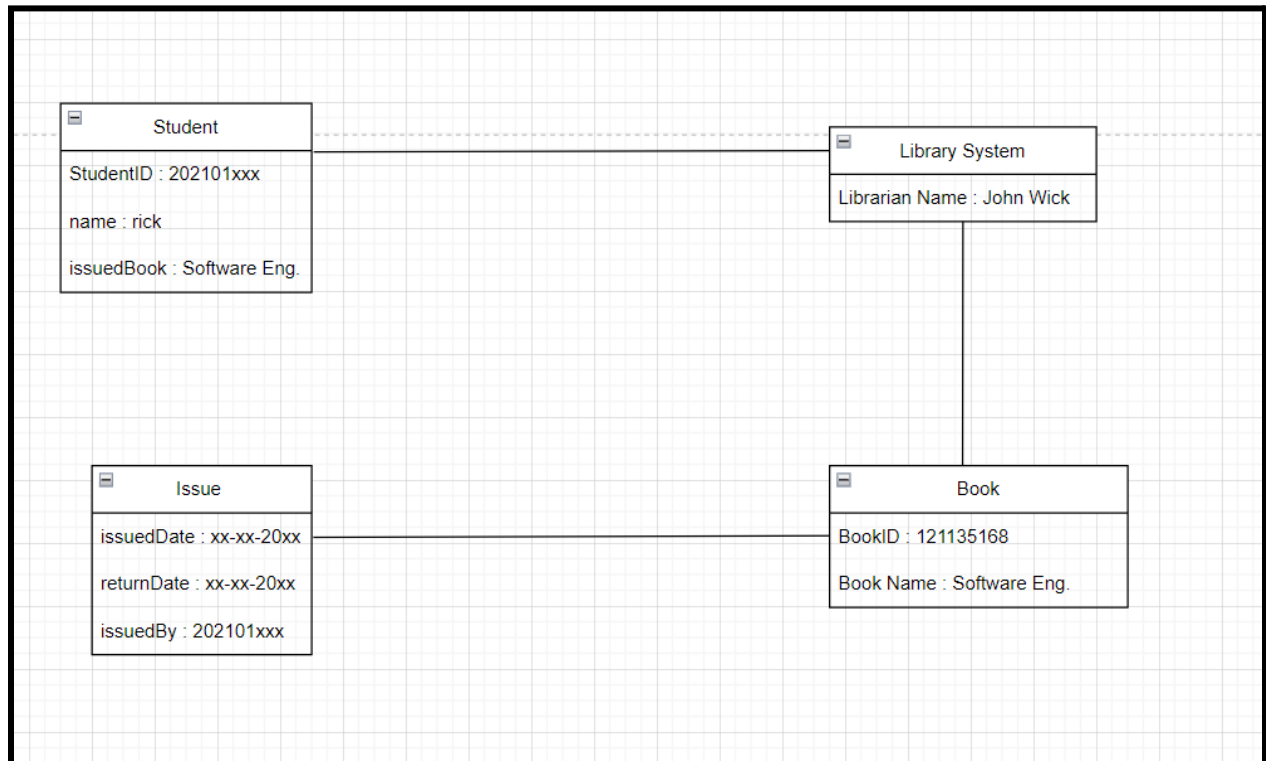 Student
StudentID : 202101xxx
name : rick
issuedBook : Software Eng.
Library System
Librarian Name : John Wick
Issue
issuedDate : xx-xx-20xx
returnDate : xx-xx-20xx
issuedBy : 202101xxx
Book
BookID : 121135168
Book Name : Software Eng.